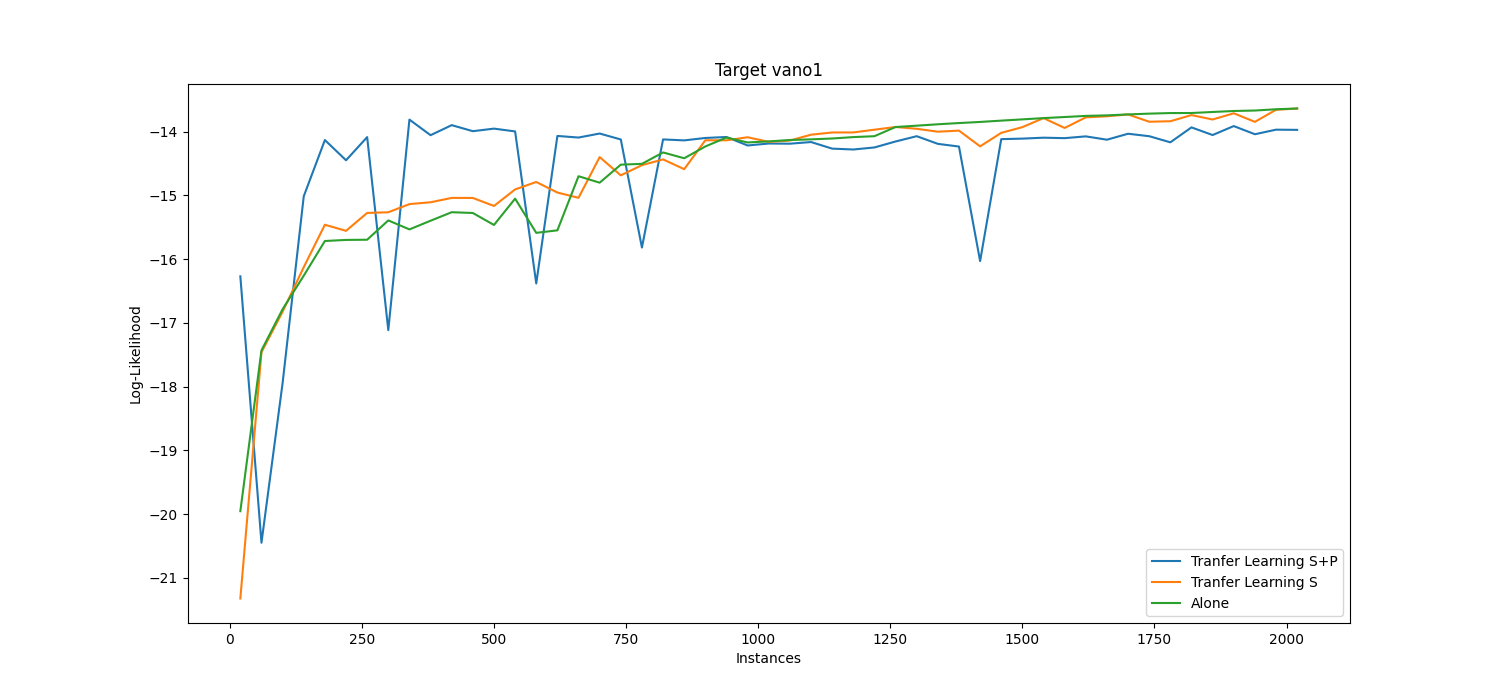 Target vano1
Log-Likelihood
−14
−15
−16
−17
−18
−19
−20
−21
0
250
500
750
1000
1250
1500
1750
2000
Instances
Tranfer Learning S+P
Tranfer Learning S
Alone